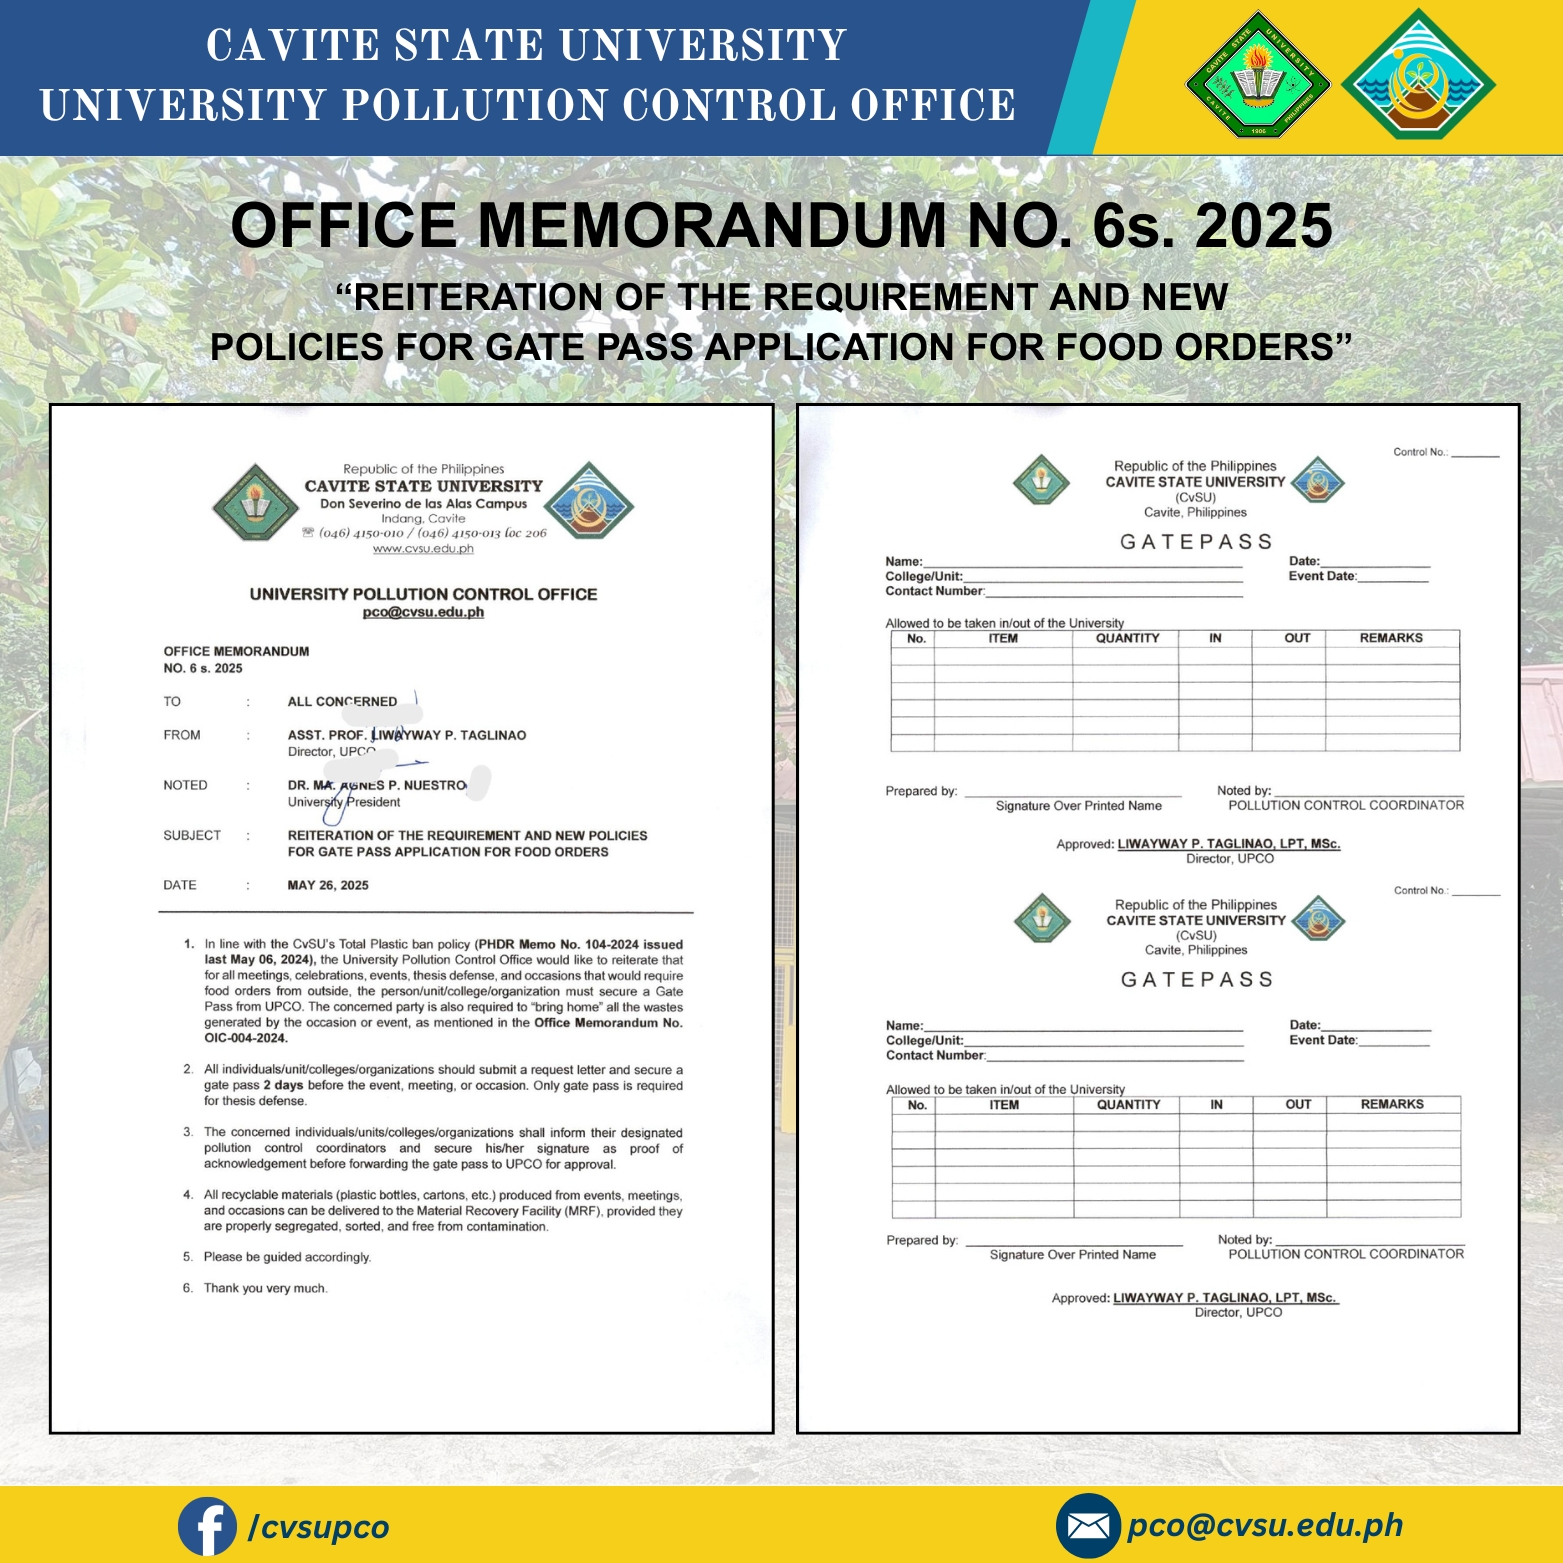 CAVITE STATE UNIVERSITY
UNIVERSITY POLLUTION CONTROL OFFICE
CAVITE STATE UNIVERSITY
CAVITE PHILIPPINES
1906
OFFICE MEMORANDUM NO. 6s. 2025
“REITERATION OF THE REQUIREMENT AND NEW
POLICIES FOR GATE PASS APPLICATION FOR FOOD ORDERS”
Republic of the Philippines
CAVITE STATE UNIVERSITY
Don Severino de las Alas Campus
Indang, Cavite
☏ (046) 4150-010 / (046) 4150-013 loc 206
www.cvsu.edu.ph
UNIVERSITY POLLUTION CONTROL OFFICE
pco@cvsu.edu.ph
OFFICE MEMORANDUM
NO. 6 s. 2025
TO : ALL CONCERNED
FROM : ASST. PROF. LIWAYWAY P. TAGLINAO
Director, UPCO
NOTED : DR. MA. AGNES P. NUESTRO
University President
SUBJECT : REITERATION OF THE REQUIREMENT AND NEW POLICIES
FOR GATE PASS APPLICATION FOR FOOD ORDERS
DATE : MAY 26, 2025
1. In line with the CvSU's Total Plastic ban policy (PHDR Memo No. 104-2024 issued
last May 06, 2024), the University Pollution Control Office would like to reiterate that
for all meetings, celebrations, events, thesis defense, and occasions that would require
food orders from outside, the person/unit/college/organization must secure a Gate
Pass from UPCO. The concerned party is also required to “bring home” all the wastes
generated by the occasion or event, as mentioned in the Office Memorandum No.
OIC-004-2024.
2. All individuals/unit/colleges/organizations should submit a request letter and secure a
gate pass 2 days before the event, meeting, or occasion. Only gate pass is required
for thesis defense.
3. The concerned individuals/units/colleges/organizations shall inform their designated
pollution control coordinators and secure his/her signature as proof of
acknowledgement before forwarding the gate pass to UPCO for approval.
4. All recyclable materials (plastic bottles, cartons, etc.) produced from events, meetings,
and occasions can be delivered to the Material Recovery Facility (MRF), provided they
are properly segregated, sorted, and free from contamination.
5. Please be guided accordingly.
6. Thank you very much.
Control No.: ________
Republic of the Philippines
CAVITE STATE UNIVERSITY
(CvSU)
Cavite, Philippines
GATEPASS
Name: Date:
College/Unit: Event Date:
Contact Number:
Allowed to be taken in/out of the University
No. ITEM QUANTITY IN OUT REMARKS
Prepared by: Noted by:
Signature Over Printed Name POLLUTION CONTROL COORDINATOR
Approved: LIWAYWAY P. TAGLINAO, LPT, MSc.
Director, UPCO
Control No.: ________
Republic of the Philippines
CAVITE STATE UNIVERSITY
(CvSU)
Cavite, Philippines
GATEPASS
Name: Date:
College/Unit: Event Date:
Contact Number:
Allowed to be taken in/out of the University
No. ITEM QUANTITY IN OUT REMARKS
Prepared by: Noted by:
Signature Over Printed Name POLLUTION CONTROL COORDINATOR
Approved: LIWAYWAY P. TAGLINAO, LPT, MSc.
Director, UPCO
/cvsupco
pco@cvsu.edu.ph